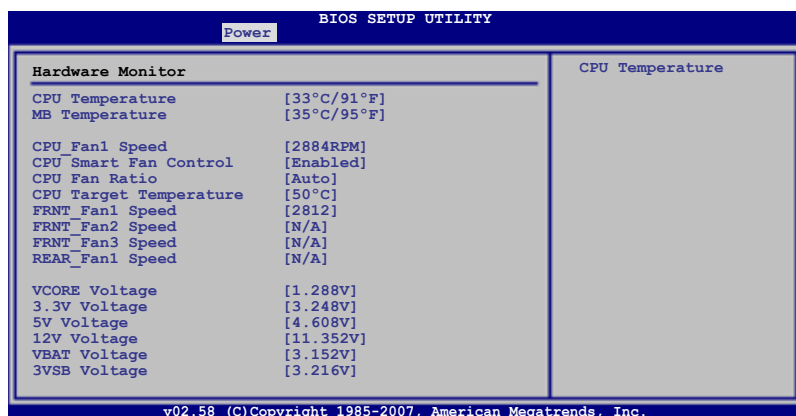 BIOS SETUP UTILITY
Power
Hardware Monitor
CPU Temperature [33°C/91°F]
MB Temperature [35°C/95°F]
CPU_Fan1 Speed [2884RPM]
CPU Smart Fan Control [Enabled]
CPU Fan Ratio [Auto]
CPU Target Temperature [50°C]
FRNT_Fan1 Speed [2812]
FRNT_Fan2 Speed [N/A]
FRNT_Fan3 Speed [N/A]
REAR_Fan1 Speed [N/A]
VCORE Voltage [1.288V]
3.3V Voltage [3.248V]
5V Voltage [4.608V]
12V Voltage [11.352V]
VBAT Voltage [3.152V]
3VSB Voltage [3.216V]
CPU Temperature
v02.58 (C)Copyright 1985-2007, American Megatrends, Inc.